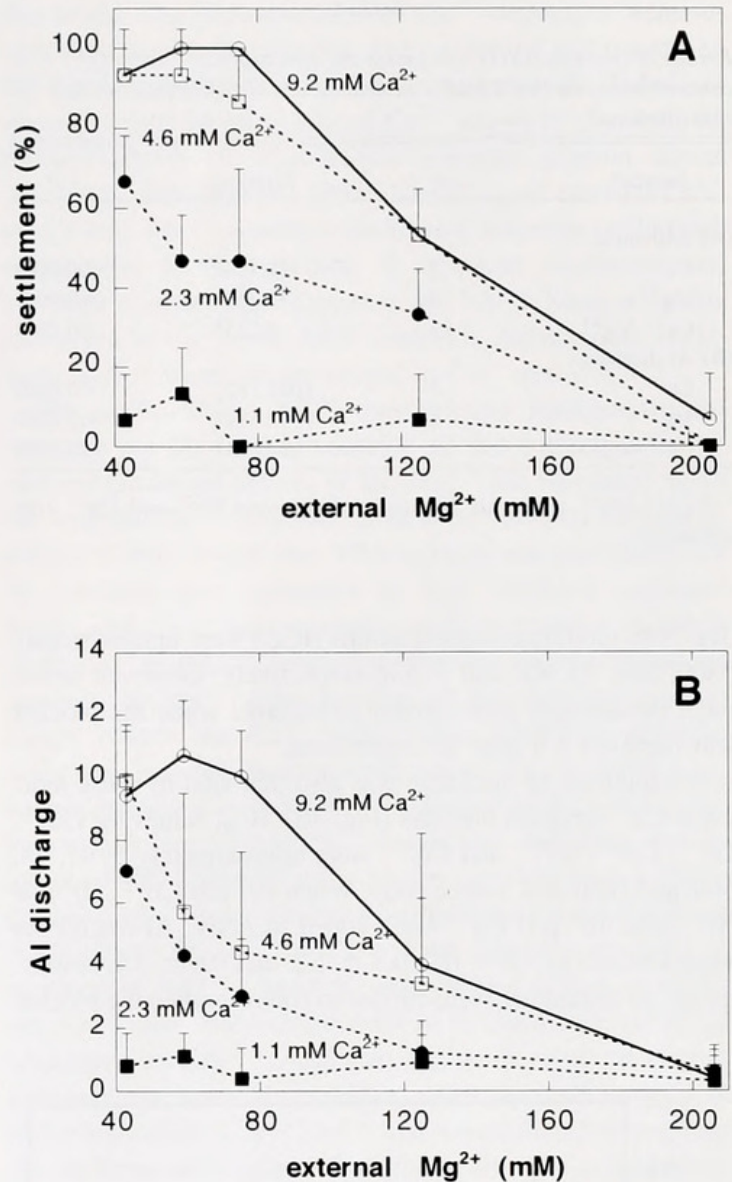 A
100
80
60
40
20
0
settlement (%)
9.2 mM Ca²⁺
4.6 mM Ca²⁺
2.3 mM Ca²⁺
1.1 mM Ca²⁺
40 80 120 160 200
external Mg²⁺ (mM)
B
14
12
10
8
6
4
2
0
AI discharge
9.2 mM Ca²⁺
4.6 mM Ca²⁺
2.3 mM Ca²⁺
1.1 mM Ca²⁺
40 80 120 160 200
external Mg²⁺ (mM)